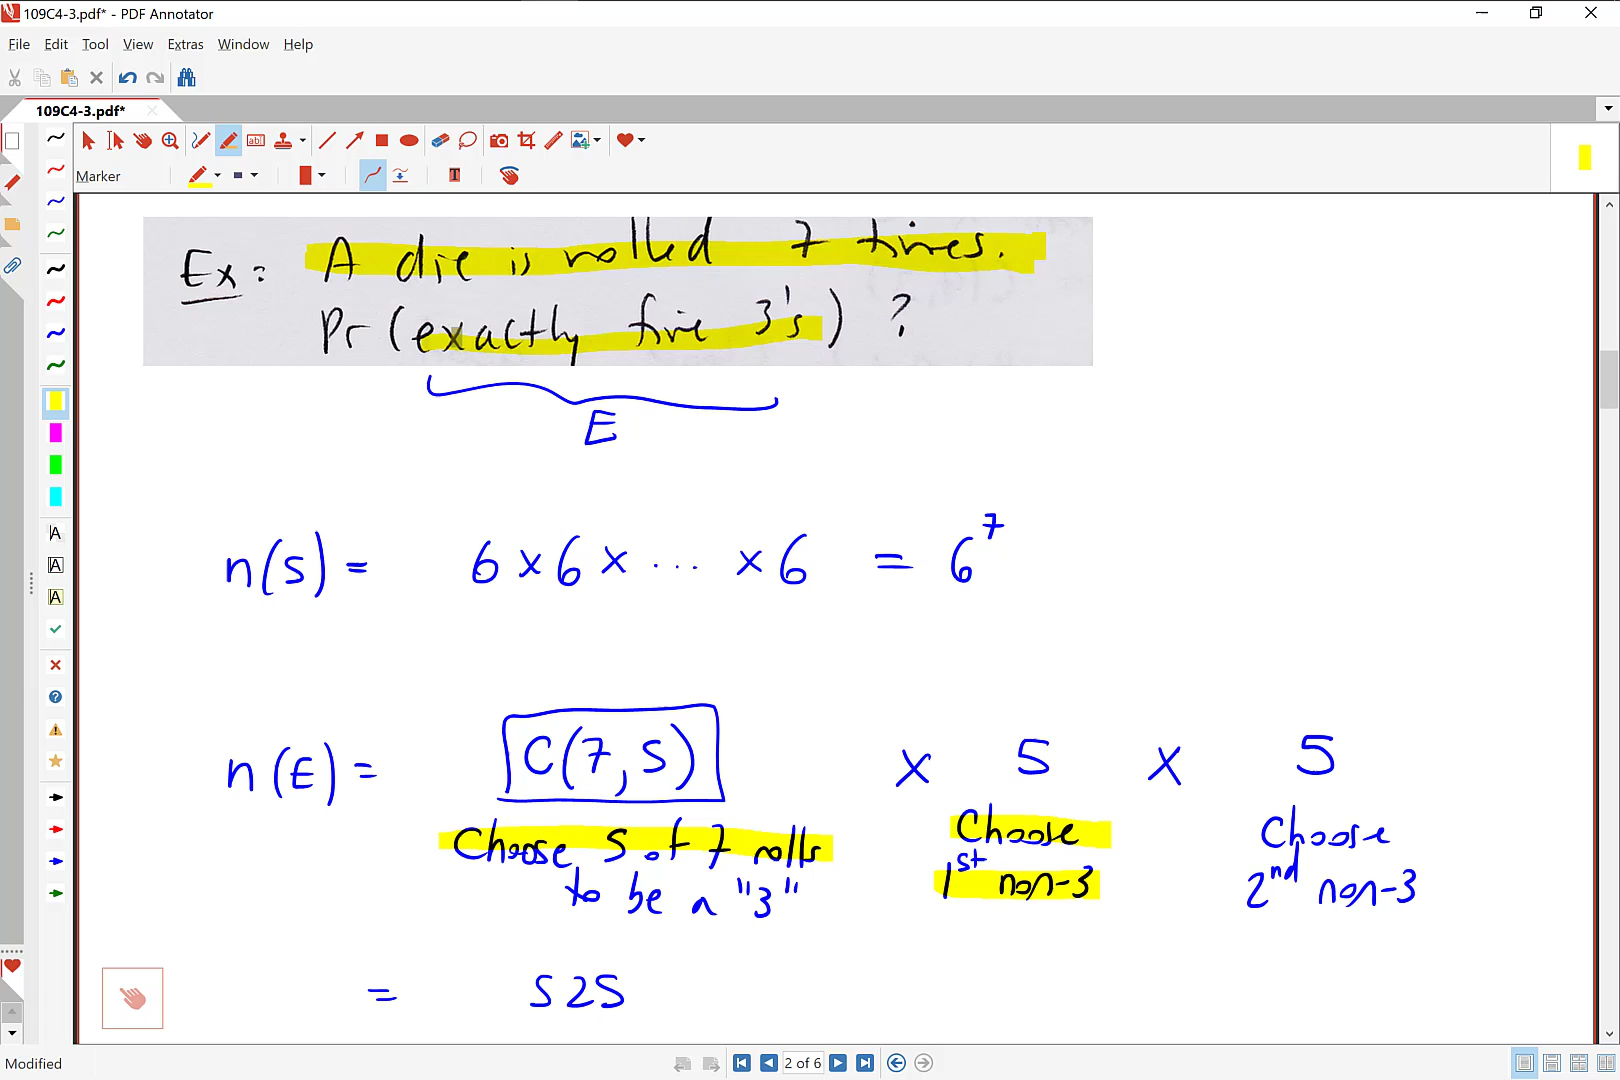 109C4-3.pdf* - PDF Annotator
File Edit Tool View Extras Window Help
109C4-3.pdf*
Marker
Ex: A die is rolled 7 times.
Pr (exactly five 3's) ?
E
n(S) = 6 × 6 × ... × 6 = 6^7
n(E) = C(7,5) × 5 × 5
Choose 5 of 7 rolls to be a "3"
Choose 1st non-3
Choose 2nd non-3
= 525
Modified
2 of 6